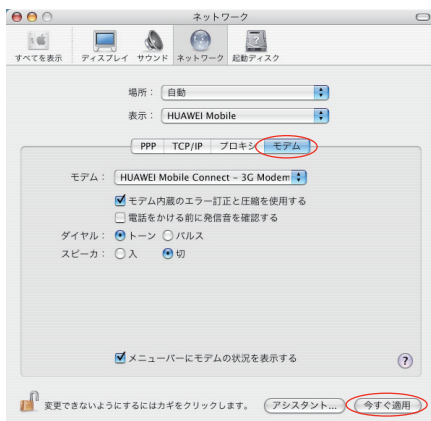 ネットワーク
すべてを表示 ディスプレイ サウンド ネットワーク 起動ディスク
場所： 自動
表示： HUAWEI Mobile
PPP TCP/IP プロキシ モデム
モデム： HUAWEI Mobile Connect – 3G Modem
モデム内蔵のエラー訂正と圧縮を使用する
電話をかける前に発信音を確認する
ダイヤル： トーン パルス
スピーカ： 入 切
メニューバーにモデムの状況を表示する
?
変更できないようにするにはカギをクリックします。 アシスタント... 今すぐ適用